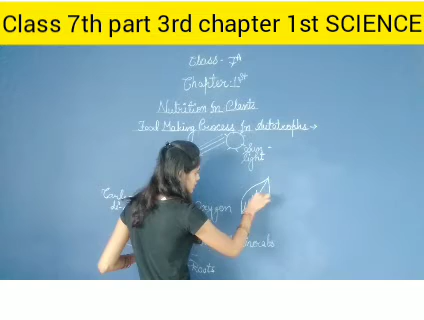 Class 7th part 3rd chapter 1st SCIENCE
Class - 7th
Chapter: 1st
Nutrition In Plants
Food Making Process In Autotrophs →
Sun -
light
Oxygen
Roots